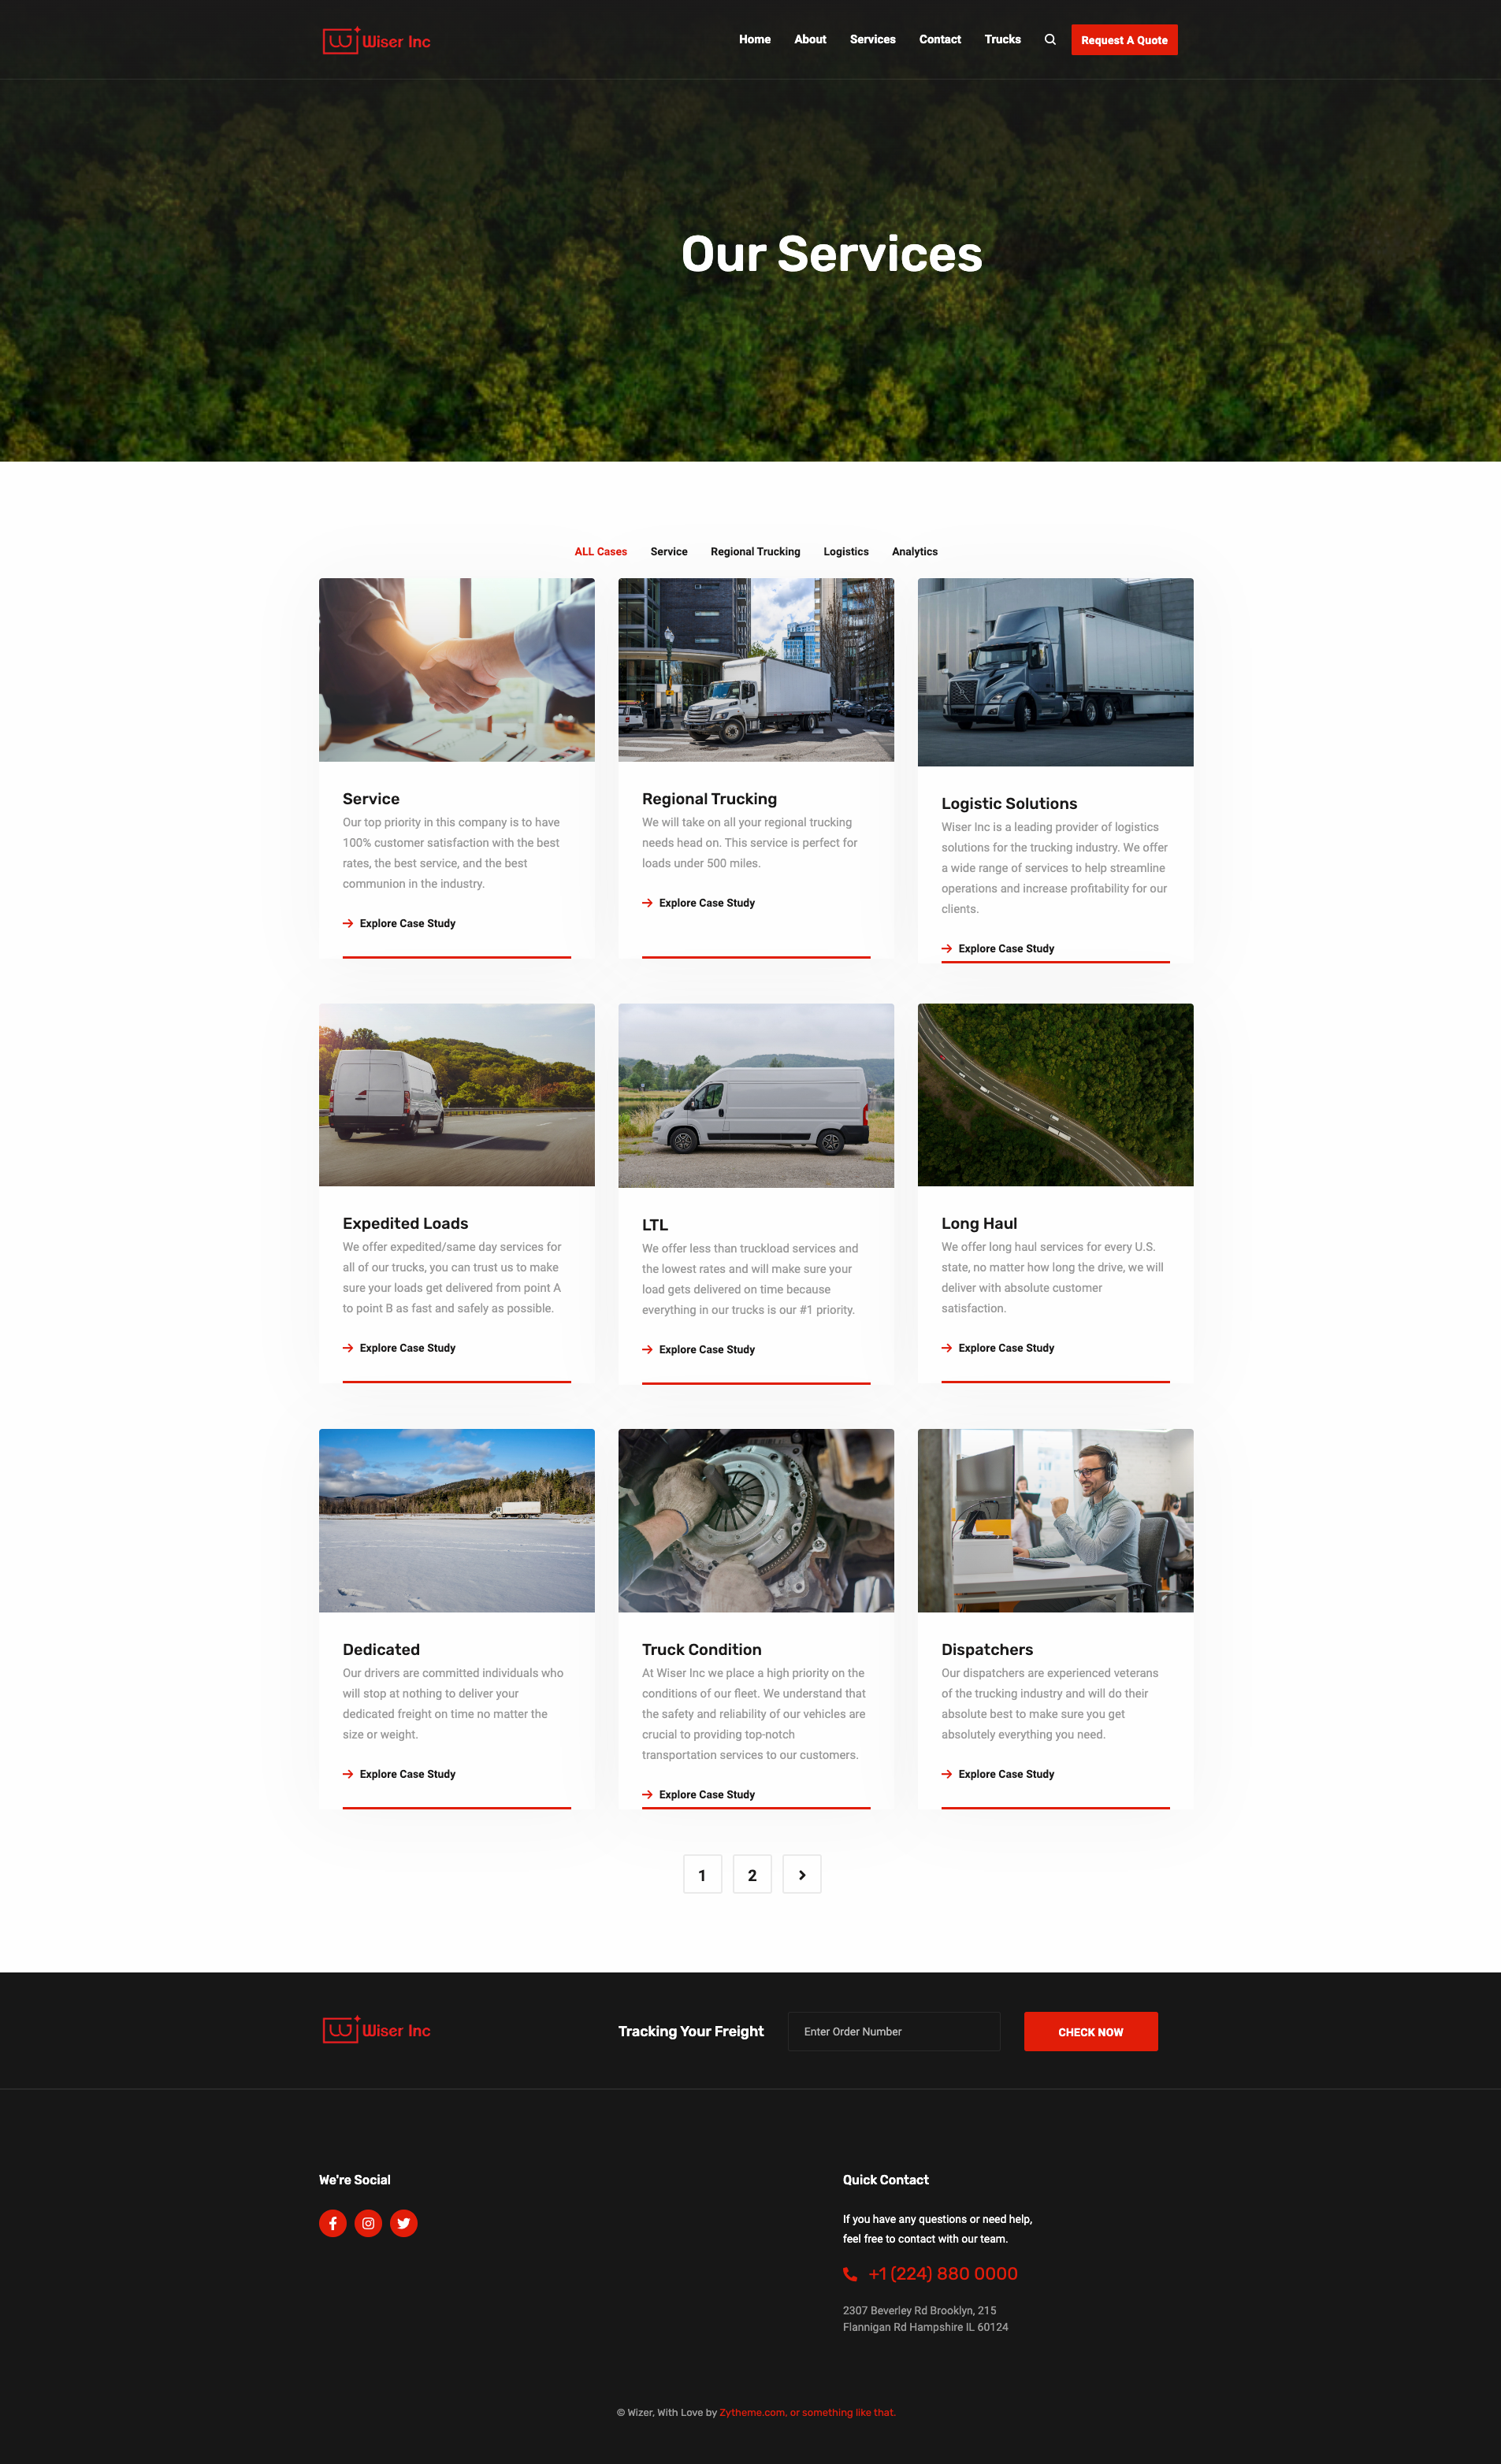 Wiser Inc
Home About Services Contact Trucks Request A Quote
Our Services
ALL Cases Service Regional Trucking Logistics Analytics
Service
Our top priority in this company is to have
100% customer satisfaction with the best
rates, the best service, and the best
communion in the industry.
Explore Case Study
Regional Trucking
We will take on all your regional trucking
needs head on. This service is perfect for
loads under 500 miles.
Explore Case Study
Logistic Solutions
Wiser Inc is a leading provider of logistics
solutions for the trucking industry. We offer
a wide range of services to help streamline
operations and increase profitability for our
clients.
Explore Case Study
Expedited Loads
We offer expedited/same day services for
all of our trucks, you can trust us to make
sure your loads get delivered from point A
to point B as fast and safely as possible.
Explore Case Study
LTL
We offer less than truckload services and
the lowest rates and will make sure your
load gets delivered on time because
everything in our trucks is our #1 priority.
Explore Case Study
Long Haul
We offer long haul services for every U.S.
state, no matter how long the drive, we will
deliver with absolute customer
satisfaction.
Explore Case Study
Dedicated
Our drivers are committed individuals who
will stop at nothing to deliver your
dedicated freight on time no matter the
size or weight.
Explore Case Study
Truck Condition
At Wiser Inc we place a high priority on the
conditions of our fleet. We understand that
the safety and reliability of our vehicles are
crucial to providing top-notch
transportation services to our customers.
Explore Case Study
Dispatchers
Our dispatchers are experienced veterans
of the trucking industry and will do their
absolute best to make sure you get
absolutely everything you need.
Explore Case Study
1 2
Wiser Inc
Tracking Your Freight Enter Order Number CHECK NOW
We're Social
Quick Contact
If you have any questions or need help,
feel free to contact with our team.
+1 (224) 880 0000
2307 Beverley Rd Brooklyn, 215
Flannigan Rd Hampshire IL 60124
© Wizer, With Love by Zytheme.com, or something like that.